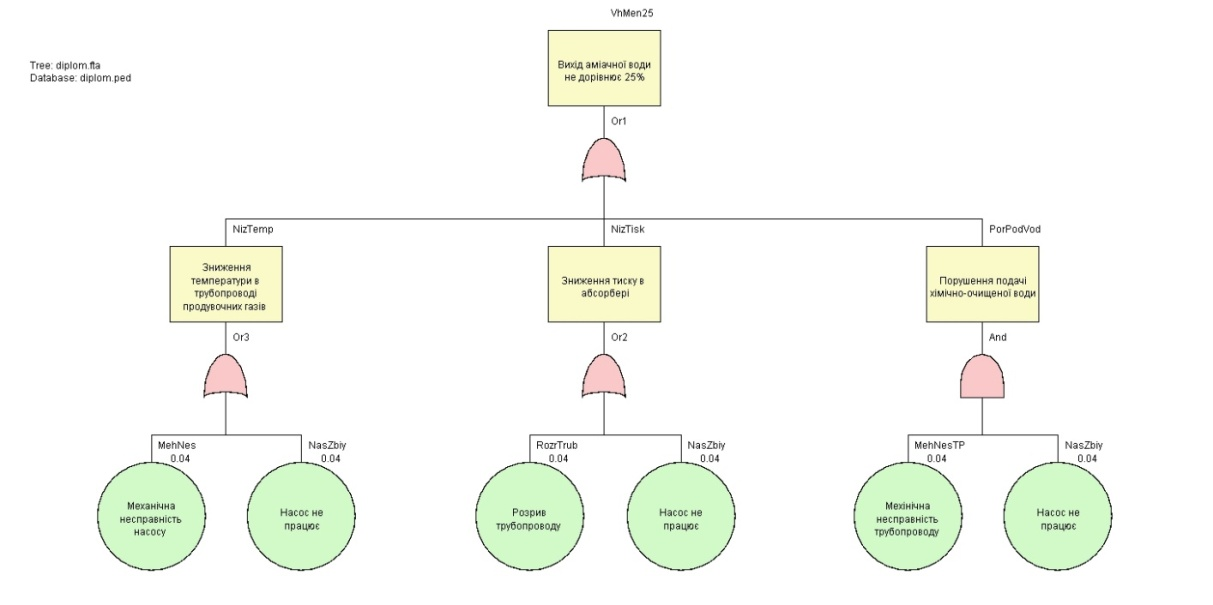 VhMen25
Tree: diplom.fta
Database: diplom.ped
Вихід аміачної води
не дорівнює 25%
Or1
NizTemp
NizTisk
PorPodVod
Зниження
температури в
трубопроводі
продувочних газів
Зниження тиску в
абсорбері
Порушення подачі
хімічно-очищеної води
Or3
Or2
And
MehNes
0.04
NasZbiy
0.04
RozrTrub
0.04
NasZbiy
0.04
MehNesTP
0.04
NasZbiy
0.04
Механічна
несправність
насосу
Насос не
працює
Розрив
трубопроводу
Насос не
працює
Мехінічна
несправність
трубопроводу
Насос не
працює